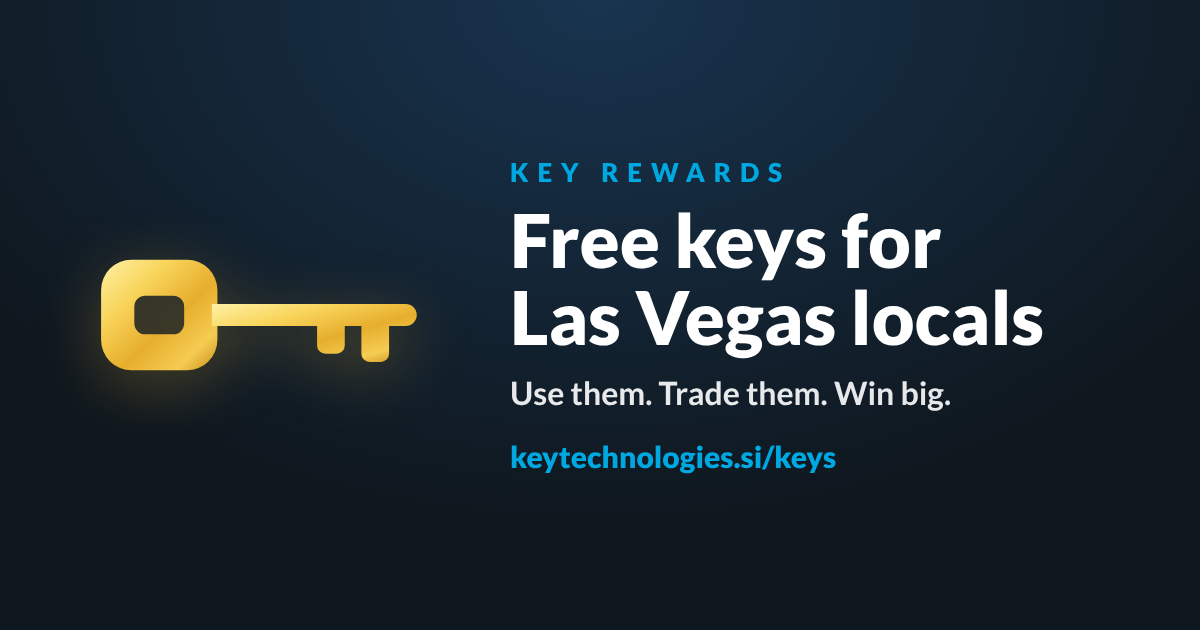 KEY REWARDS
Free keys for
Las Vegas locals
Use them. Trade them. Win big.
keytechnologies.si/keys